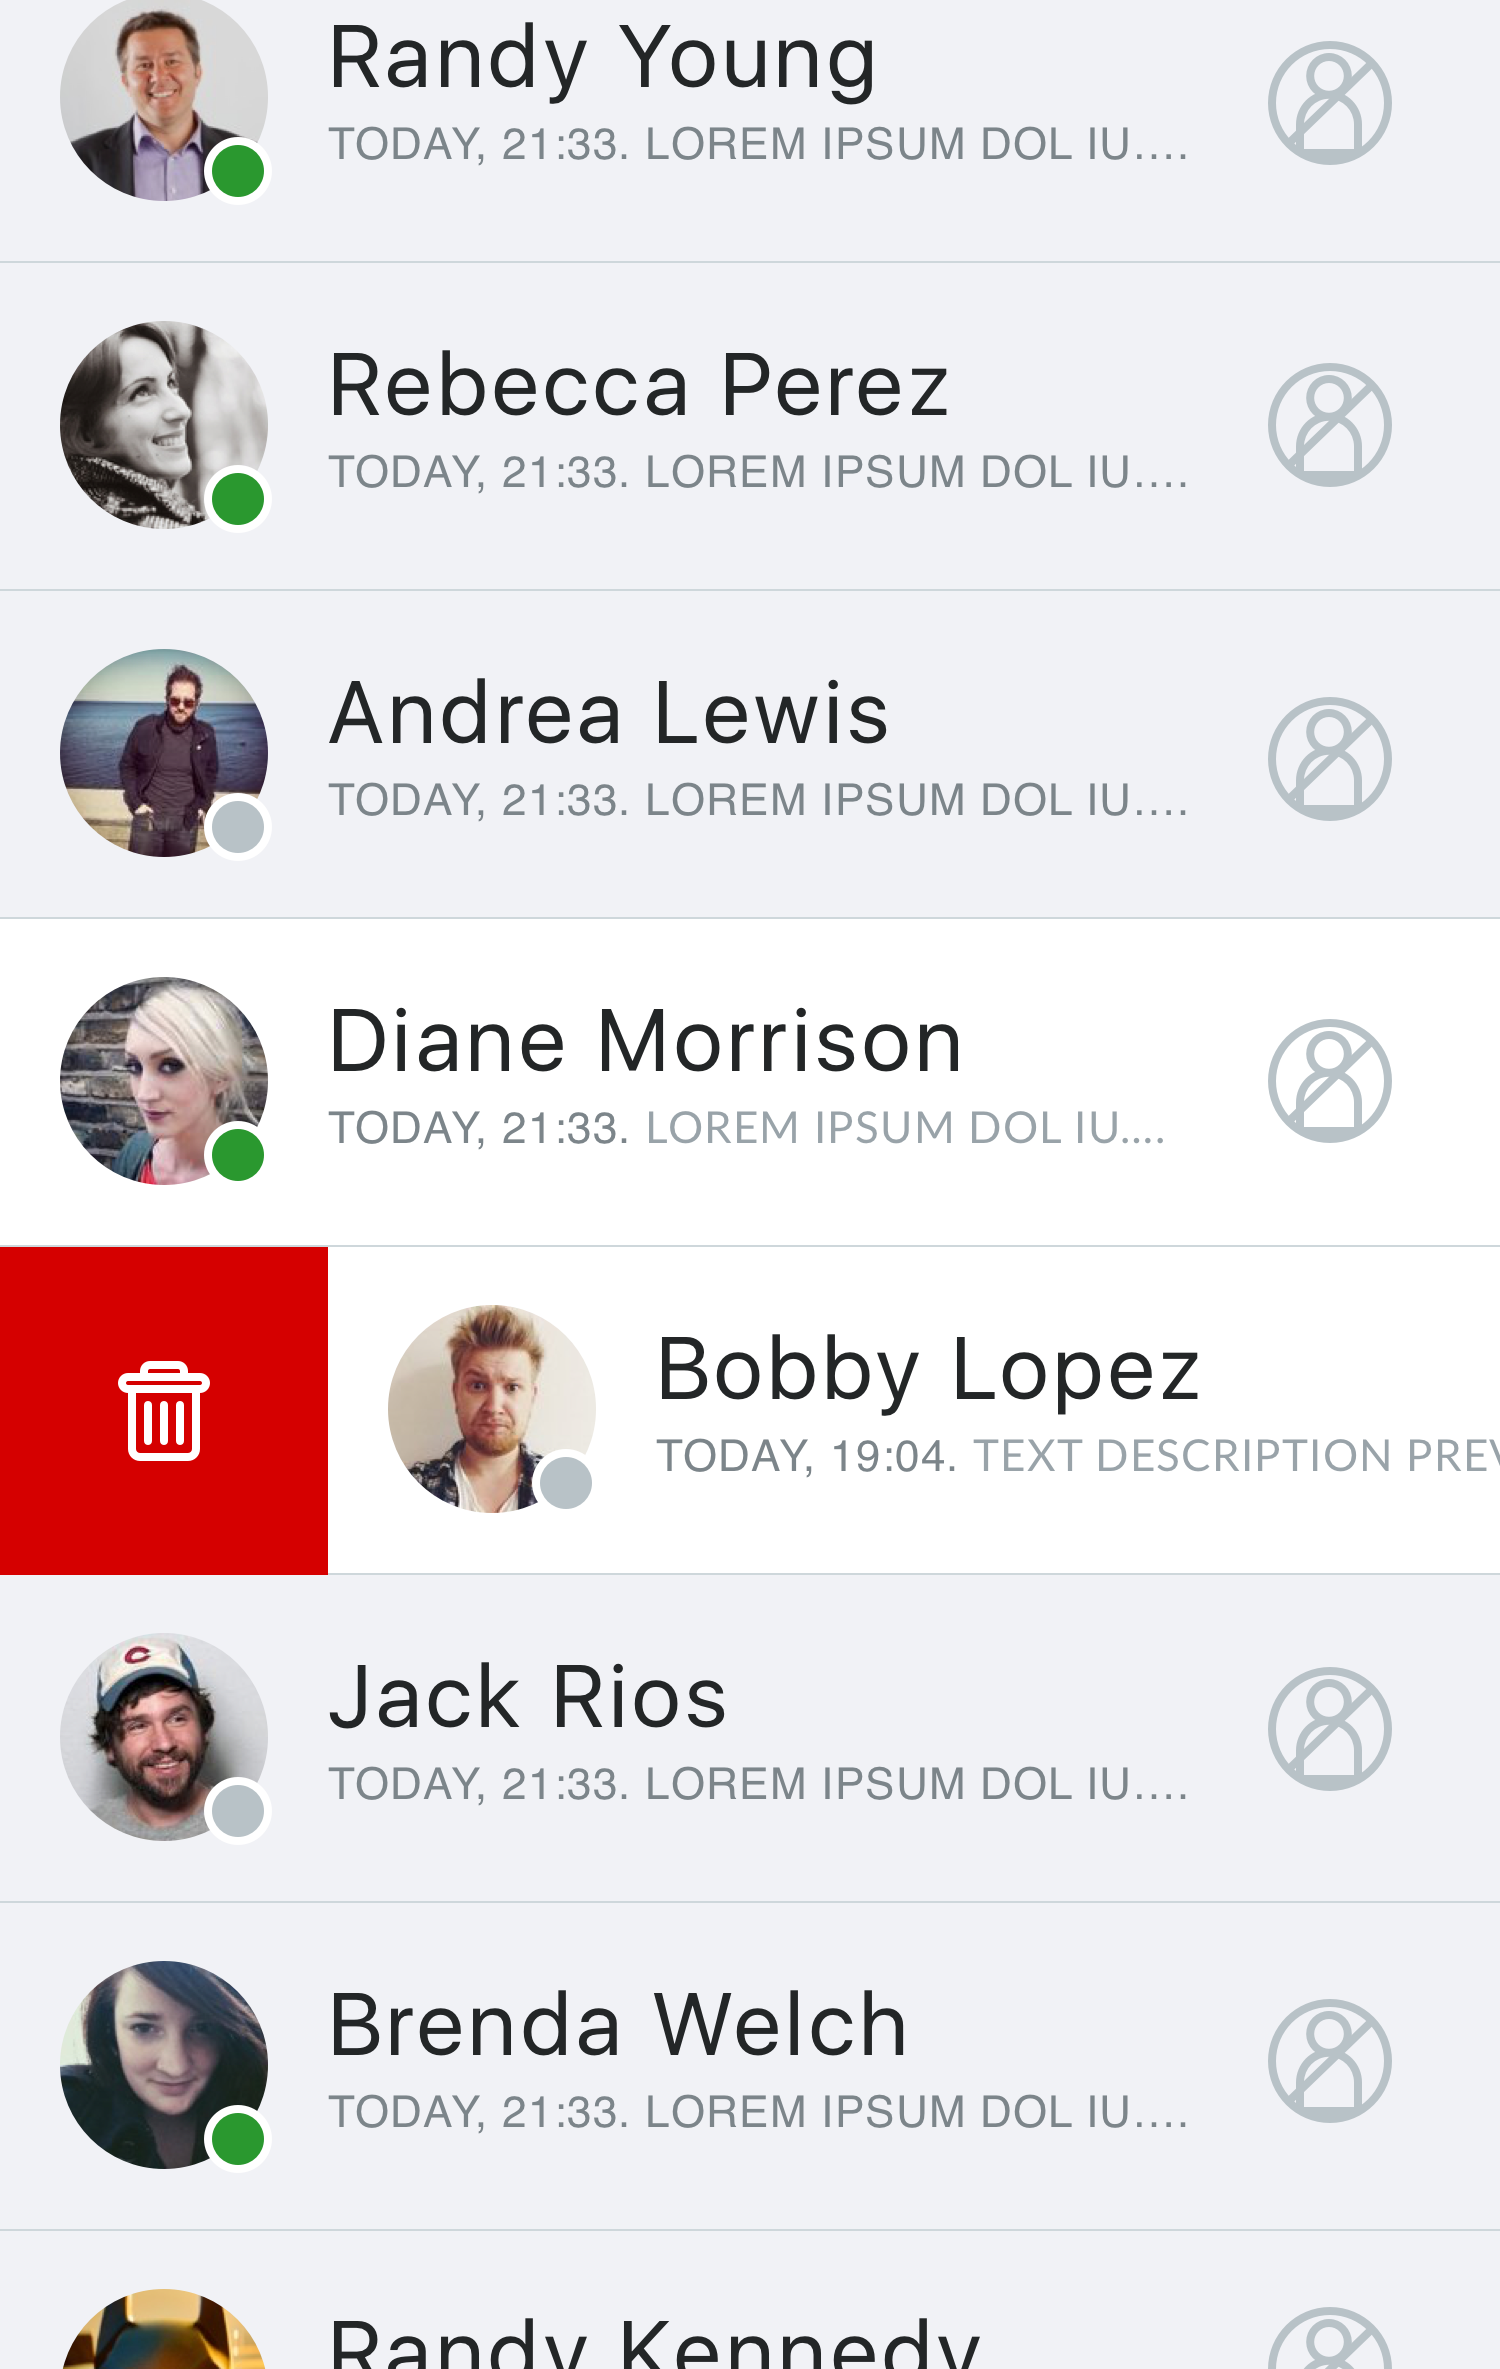 Randy Young
TODAY, 21:33. LOREM IPSUM DOL IU....
Rebecca Perez
TODAY, 21:33. LOREM IPSUM DOL IU....
Andrea Lewis
TODAY, 21:33. LOREM IPSUM DOL IU....
Diane Morrison
TODAY, 21:33. LOREM IPSUM DOL IU....
Bobby Lopez
TODAY, 19:04. TEXT DESCRIPTION PREV
Jack Rios
TODAY, 21:33. LOREM IPSUM DOL IU....
Brenda Welch
TODAY, 21:33. LOREM IPSUM DOL IU....
Randy Kennedy